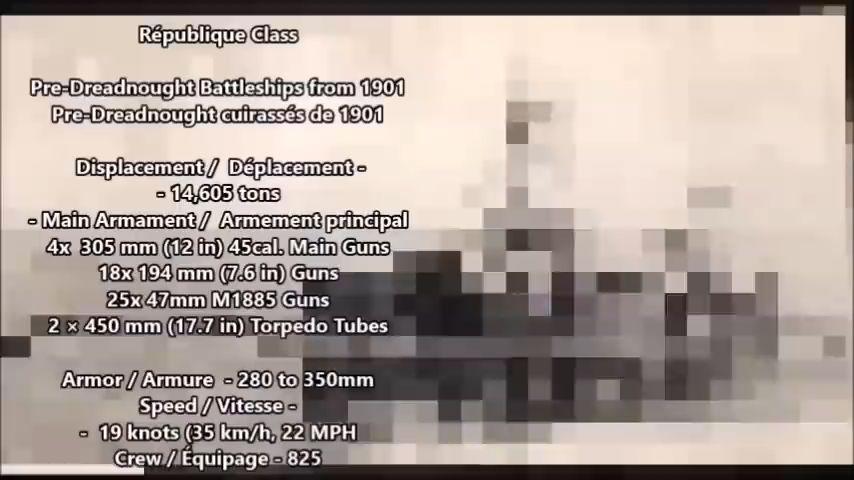 République Class
Pre-Dreadnought Battleships from 1901
Pre-Dreadnought cuirassés de 1901
Displacement / Déplacement -
- 14,605 tons
- Main Armament / Armement principal
4x 305 mm (12 in) 45cal. Main Guns
18x 194 mm (7.6 in) Guns
25x 47mm M1885 Guns
2 × 450 mm (17.7 in) Torpedo Tubes
Armor / Armure - 280 to 350mm
Speed / Vitesse -
- 19 knots (35 km/h, 22 MPH
Crew / Équipage - 825